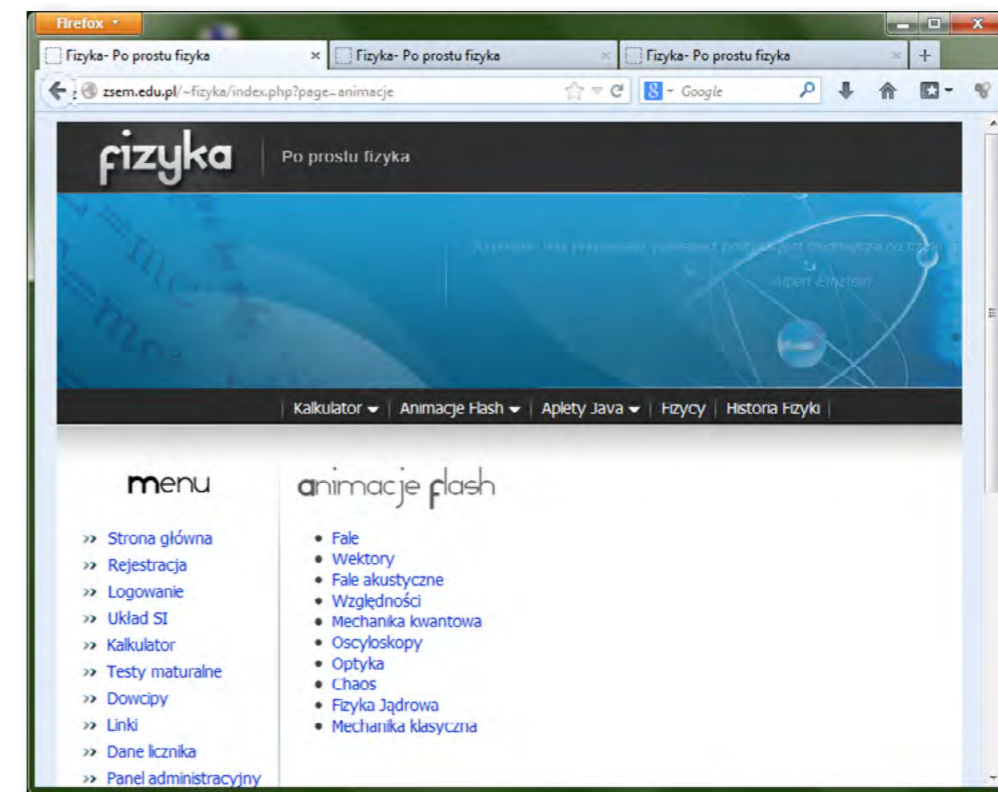 Firefox
Fizyka- Po prostu fizyka
Fizyka- Po prostu fizyka
Fizyka- Po prostu fizyka
zsem.edu.pl/~fizyka/index.php?page=animacje
Google
fizyka
Po prostu fizyka
Einstein
Kalkulator
Animacje Flash
Aplety Java
Fizycy
Historia Fizyki
menu
Strona główna
Rejestracja
Logowanie
Układ SI
Kalkulator
Testy maturalne
Dowcipy
Linki
Dane licznika
Panel administracyjny
animacje flash
Fale
Wektory
Fale akustyczne
Względności
Mechanika kwantowa
Oscyloskopy
Optyka
Chaos
Fizyka Jądrowa
Mechanika klasyczna